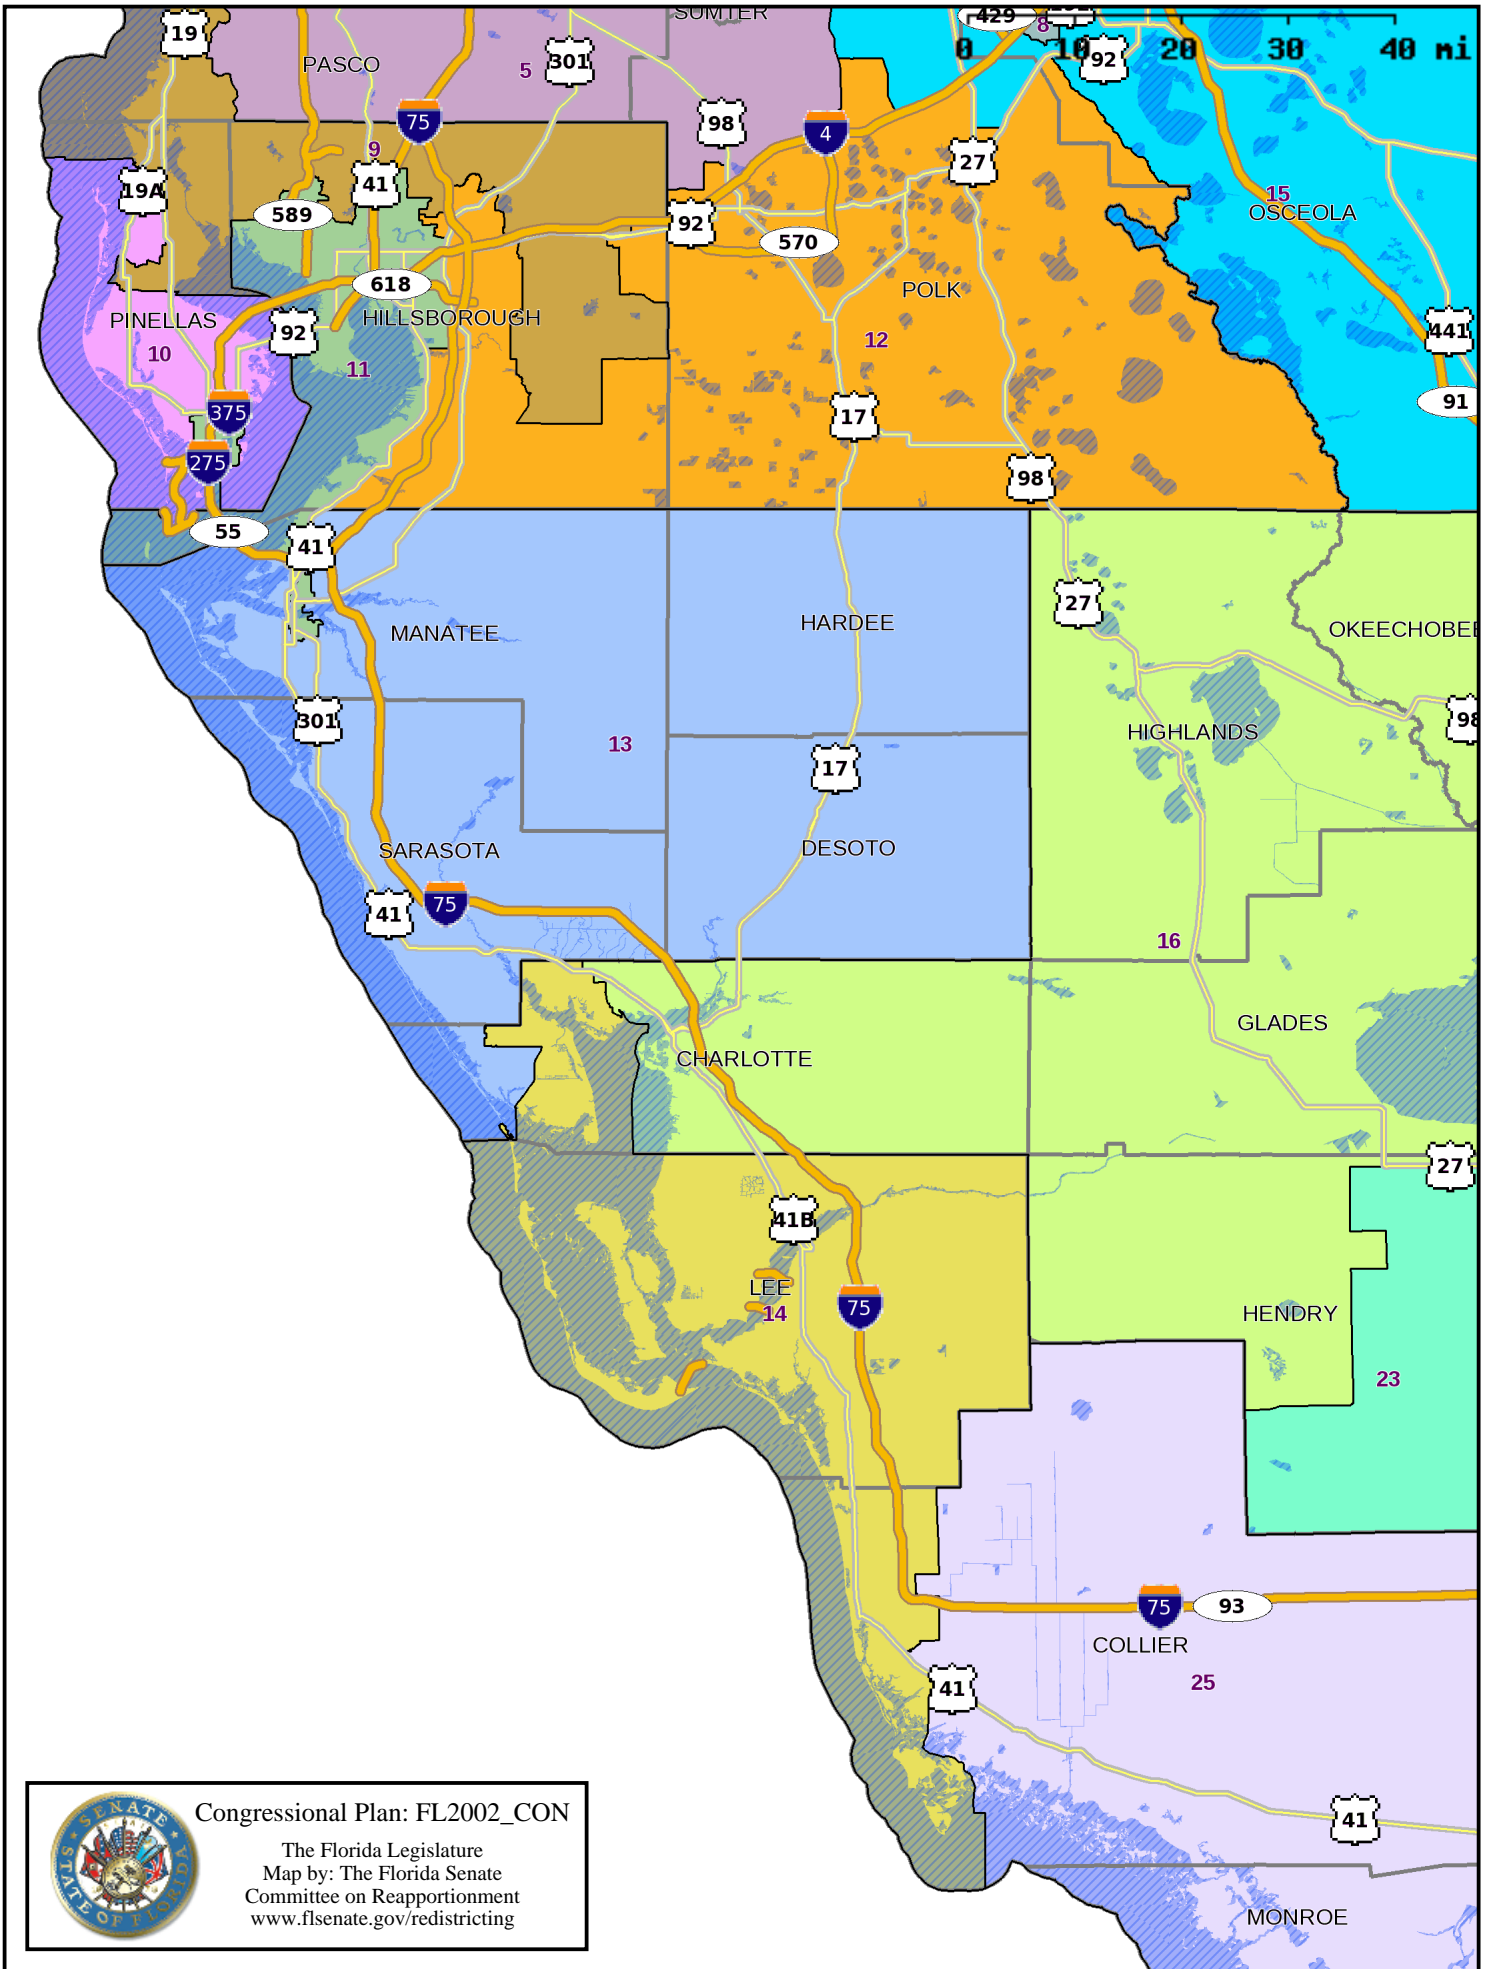 SUMTER
19
PASCO
5
301
429
8
0 10 20 30 40 mi
92
75
98
4
9
19A
41
27
15
OSCEOLA
589
92
570
618
POLK
PINELLAS
92
HILLSBOROUGH
441
10
11
12
375
91
17
275
98
55
41
27
MANATEE
HARDEE
OKEECHOBEE
301
98
13
HIGHLANDS
17
SARASOTA
DESOTO
75
41
16
GLADES
CHARLOTTE
27
41B
LEE
14
75
HENDRY
23
75
93
COLLIER
25
41
41
MONROE
SENATE
STATE OF FLORIDA
Congressional Plan: FL2002_CON
The Florida Legislature
Map by: The Florida Senate
Committee on Reapportionment
www.flsenate.gov/redistricting